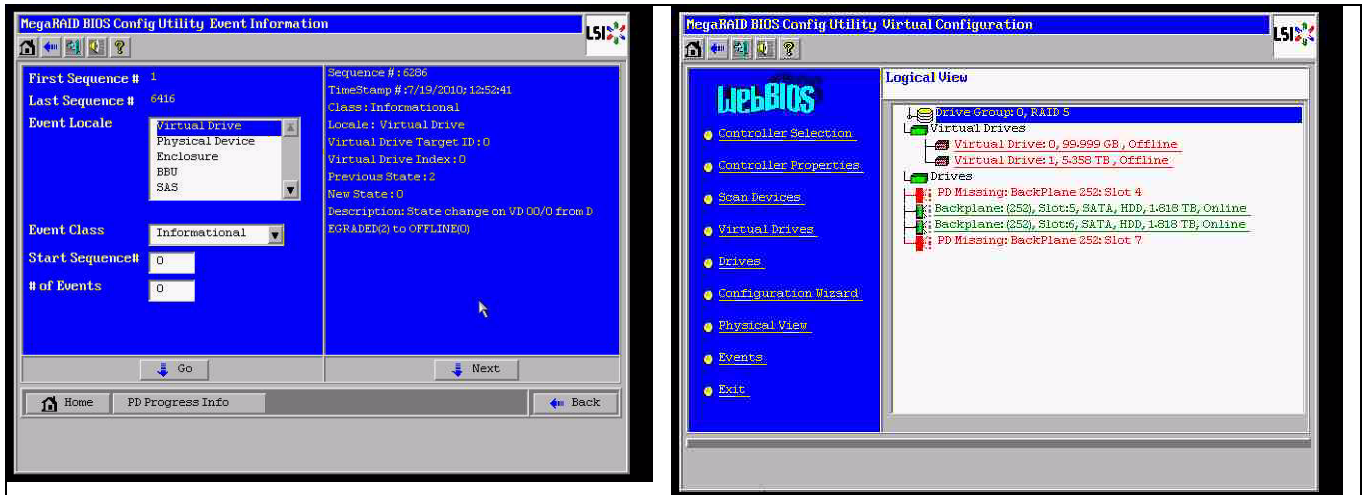 MegaRAID BIOS Config Utility Event Information
LSI
First Sequence # 1
Last Sequence # 6416
Event Locale
Virtual Drive
Physical Device
Enclosure
BBU
SAS
Event Class Informational
Start Sequence# 0
# of Events 0
Sequence #:6286
TimeStamp #:7/19/2010; 12:52:41
Class: Informational
Locale: Virtual Drive
Virtual Drive Target ID:0
Virtual Drive Index:0
Previous State:2
New State:0
Description: State change on VD 00/0 from D
EGRADED(2) to OFFLINE(0)
Go
Next
Home
PD Progress Info
Back
MegaRAID BIOS Config Utility Virtual Configuration
LSI
WebBIOS
Controller Selection
Controller Properties
Scan Devices
Virtual Drives
Drives
Configuration Wizard
Physical View
Events
Exit
Logical View
Drive Group: 0, RAID 5
Virtual Drives
Virtual Drive: 0, 99.999 GB, Offline
Virtual Drive: 1, 5.358 TB, Offline
Drives
PD Missing: BackPlane 252: Slot 4
Backplane: (252), Slot:5, SATA, HDD, 1.818 TB, Online
Backplane: (252), Slot:6, SATA, HDD, 1.818 TB, Online
PD Missing: BackPlane 252: Slot 7